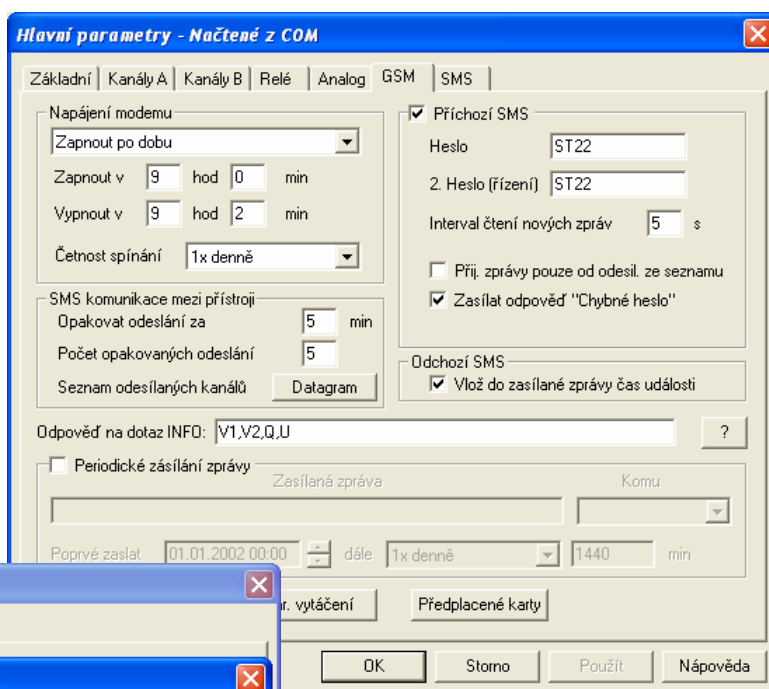 Hlavní parametry - Načtené z COM
Základní Kanály A Kanály B Relé Analog GSM SMS
Napájení modemu
Zapnout po dobu
Zapnout v 9 hod 0 min
Vypnout v 9 hod 2 min
Četnost spínání 1x denně
Příchozí SMS
Heslo ST22
2. Heslo (řízení) ST22
Interval čtení nových zpráv 5 s
Přij. zprávy pouze od odesil. ze seznamu
Zasílat odpověď "Chybné heslo"
SMS komunikace mezi přístroji
Opakovat odeslání za 5 min
Počet opakovaných odeslání 5
Seznam odesílaných kanálů Datagram
Odchozí SMS
Vlož do zasílané zprávy čas události
Odpověď na dotaz INFO: V1,V2,Q,U ?
Periodické zásílání zprávy
Zasílaná zpráva Komu
Poprvé zaslat 01.01.2002 00:00 dále 1x denně 1440 min
r. vytáčení Předplacené karty
OK Storno Použít Nápověda